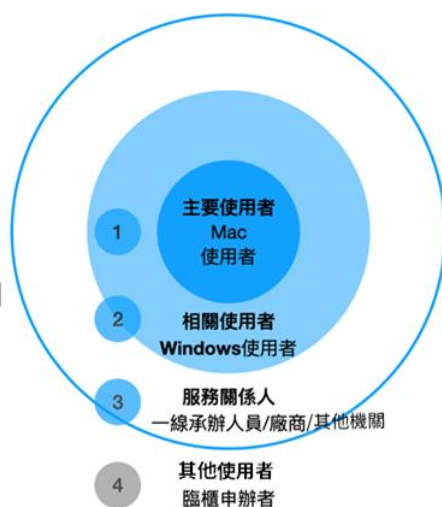 主要使用者
Mac
使用者
1
2
相關使用者
Windows使用者
3
服務關係人
一線承辦人員/廠商/其他機關
4
其他使用者
臨櫃申辦者